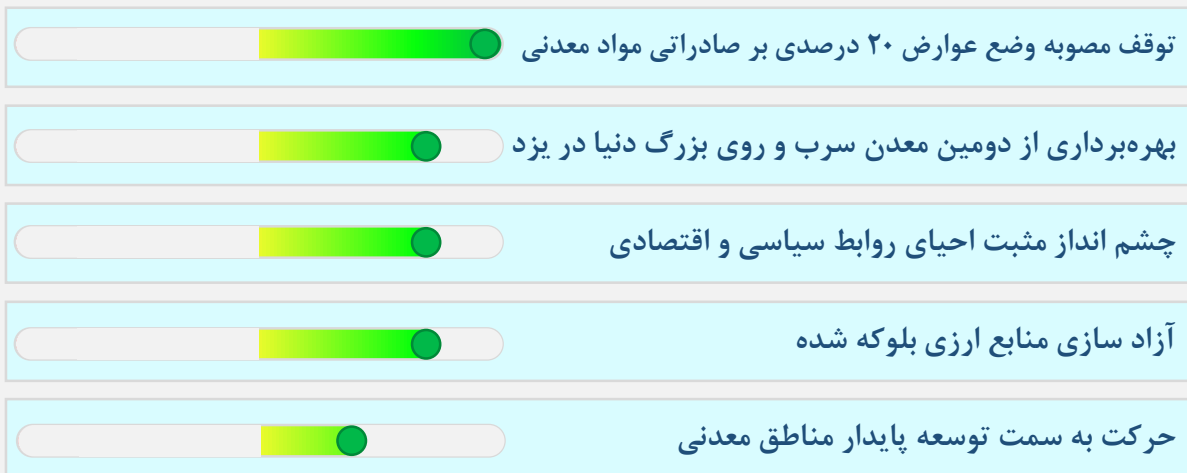 توقف مصوبه وضع عوارض ۲۰ درصدی بر صادراتی مواد معدنی
بهره‌برداری از دومین معدن سرب و روی بزرگ دنیا در یزد
چشم انداز مثبت احیای روابط سیاسی و اقتصادی
آزاد سازی منابع ارزی بلوکه شده
حرکت به سمت توسعه پایدار مناطق معدنی